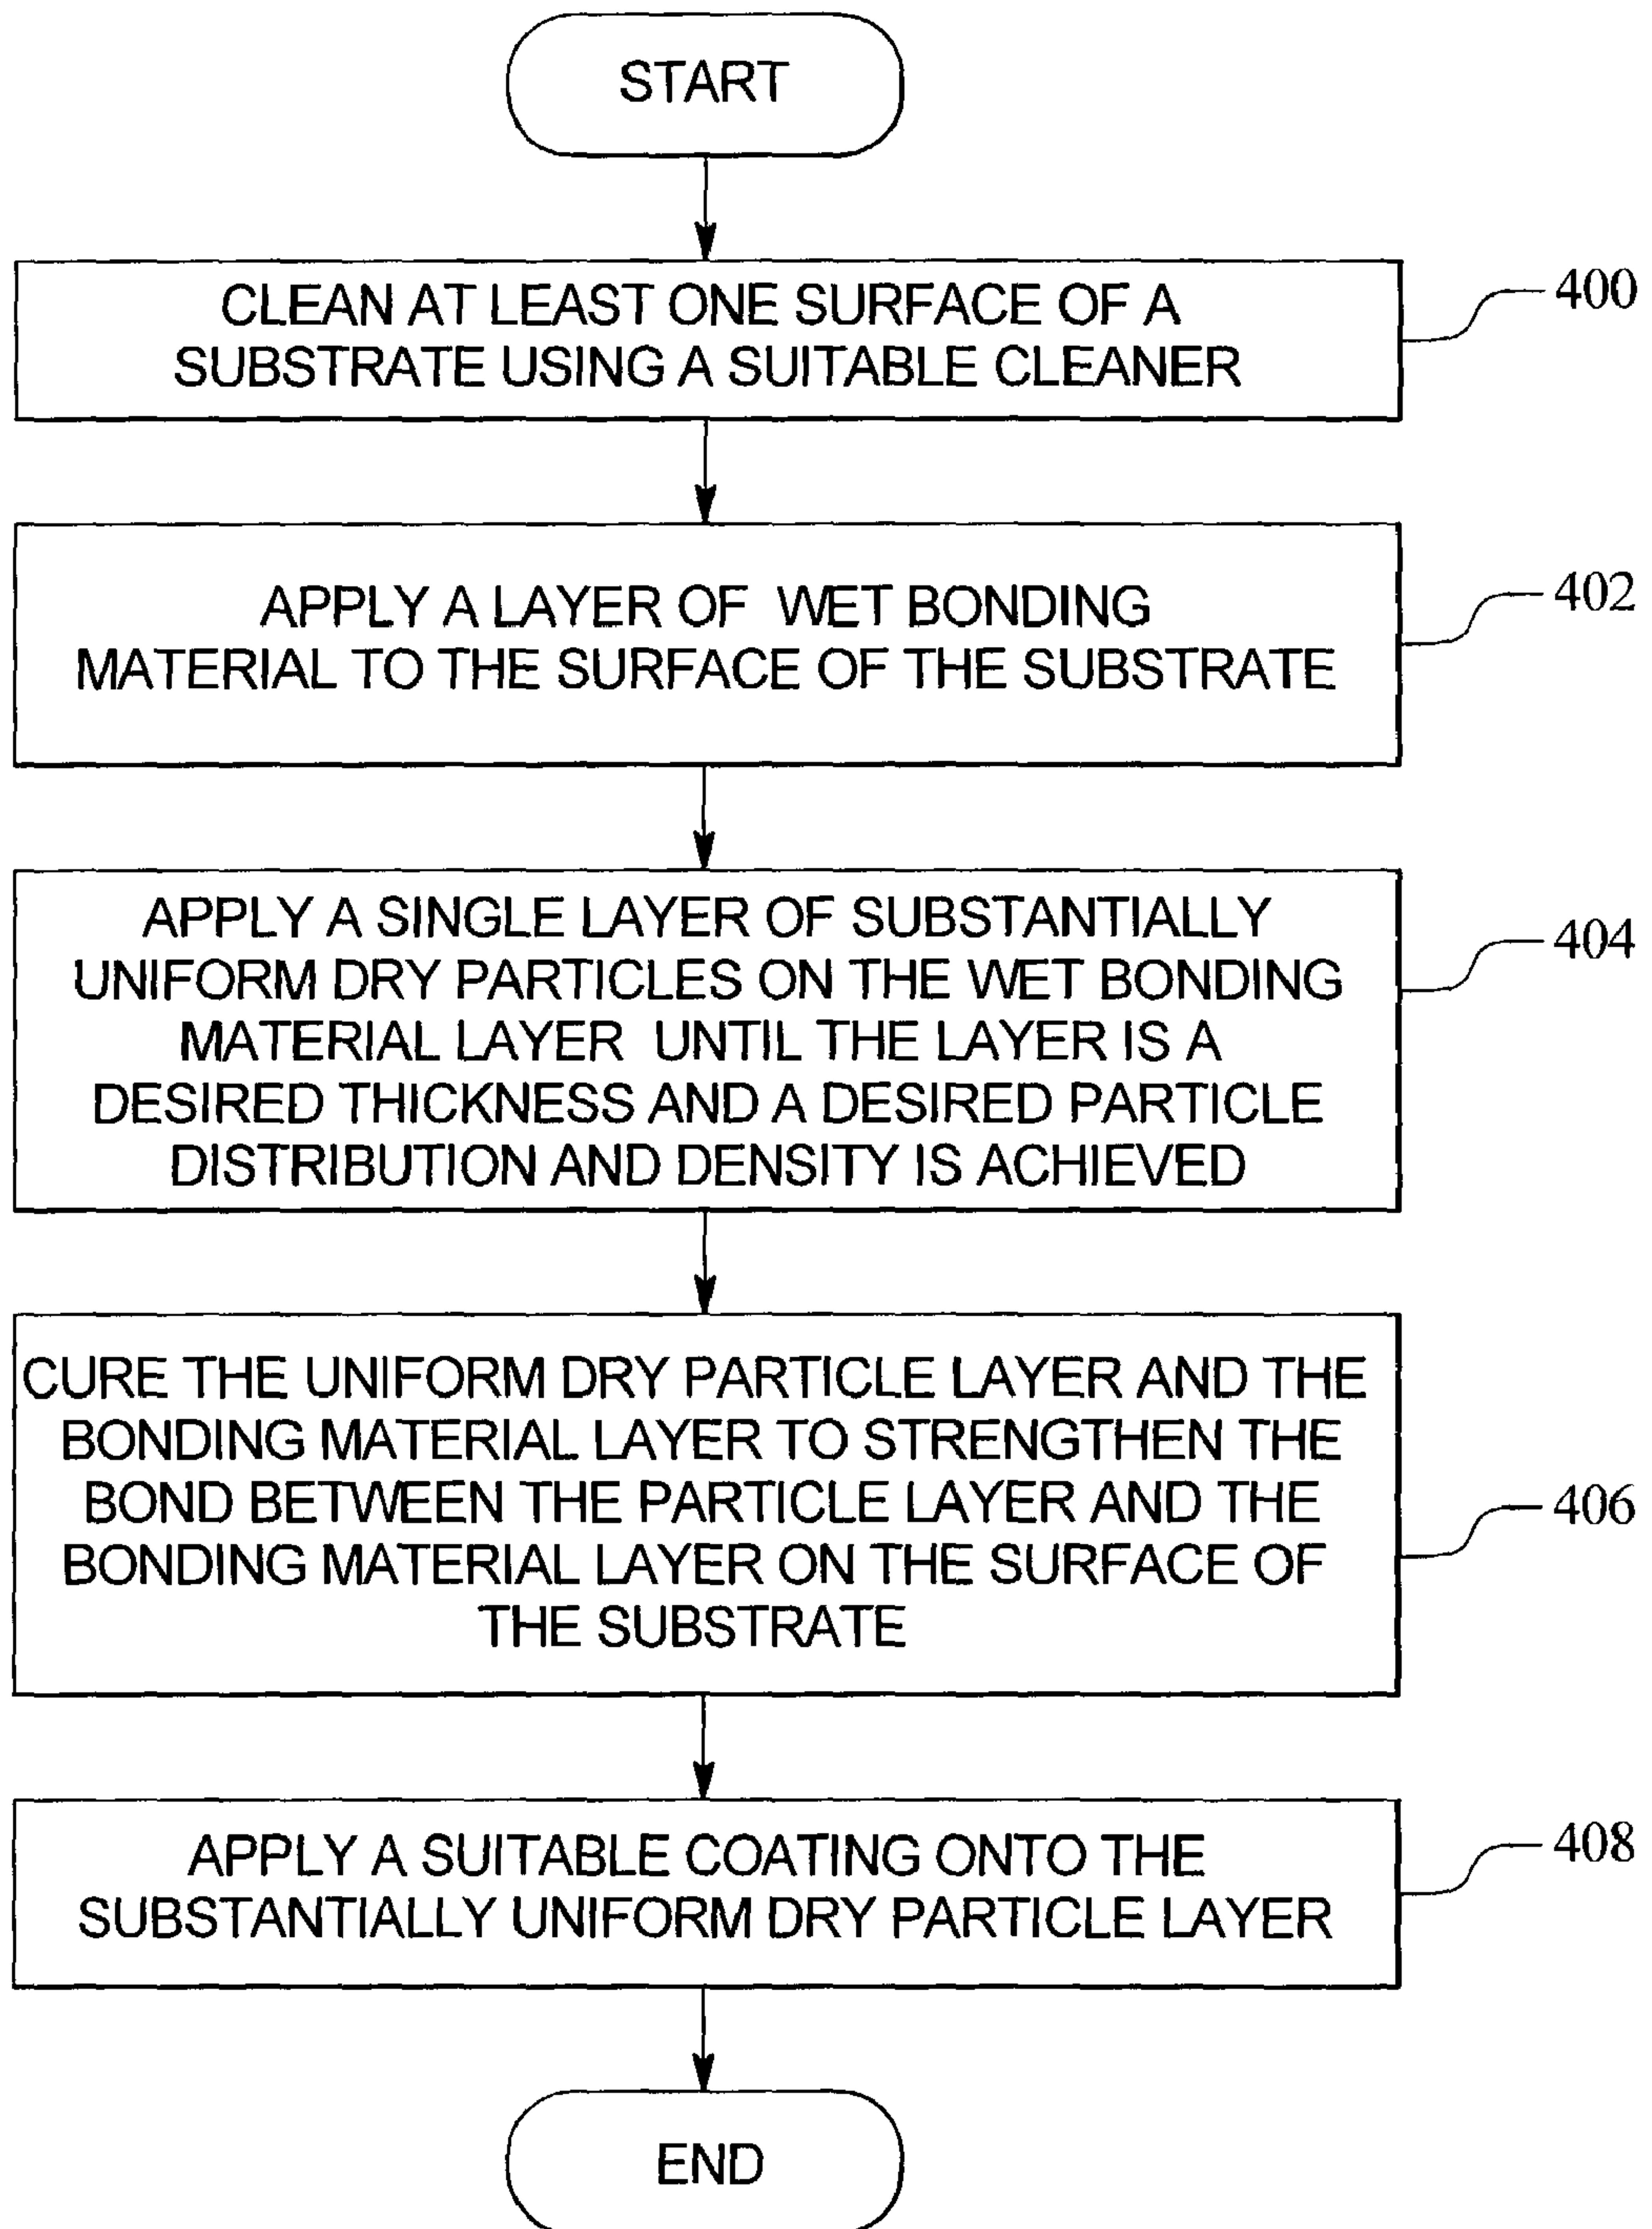 START
CLEAN AT LEAST ONE SURFACE OF A
SUBSTRATE USING A SUITABLE CLEANER
400
APPLY A LAYER OF WET BONDING
MATERIAL TO THE SURFACE OF THE SUBSTRATE
402
APPLY A SINGLE LAYER OF SUBSTANTIALLY
UNIFORM DRY PARTICLES ON THE WET BONDING
MATERIAL LAYER UNTIL THE LAYER IS A
DESIRED THICKNESS AND A DESIRED PARTICLE
DISTRIBUTION AND DENSITY IS ACHIEVED
404
CURE THE UNIFORM DRY PARTICLE LAYER AND THE
BONDING MATERIAL LAYER TO STRENGTHEN THE
BOND BETWEEN THE PARTICLE LAYER AND THE
BONDING MATERIAL LAYER ON THE SURFACE OF
THE SUBSTRATE
406
APPLY A SUITABLE COATING ONTO THE
SUBSTANTIALLY UNIFORM DRY PARTICLE LAYER
408
END